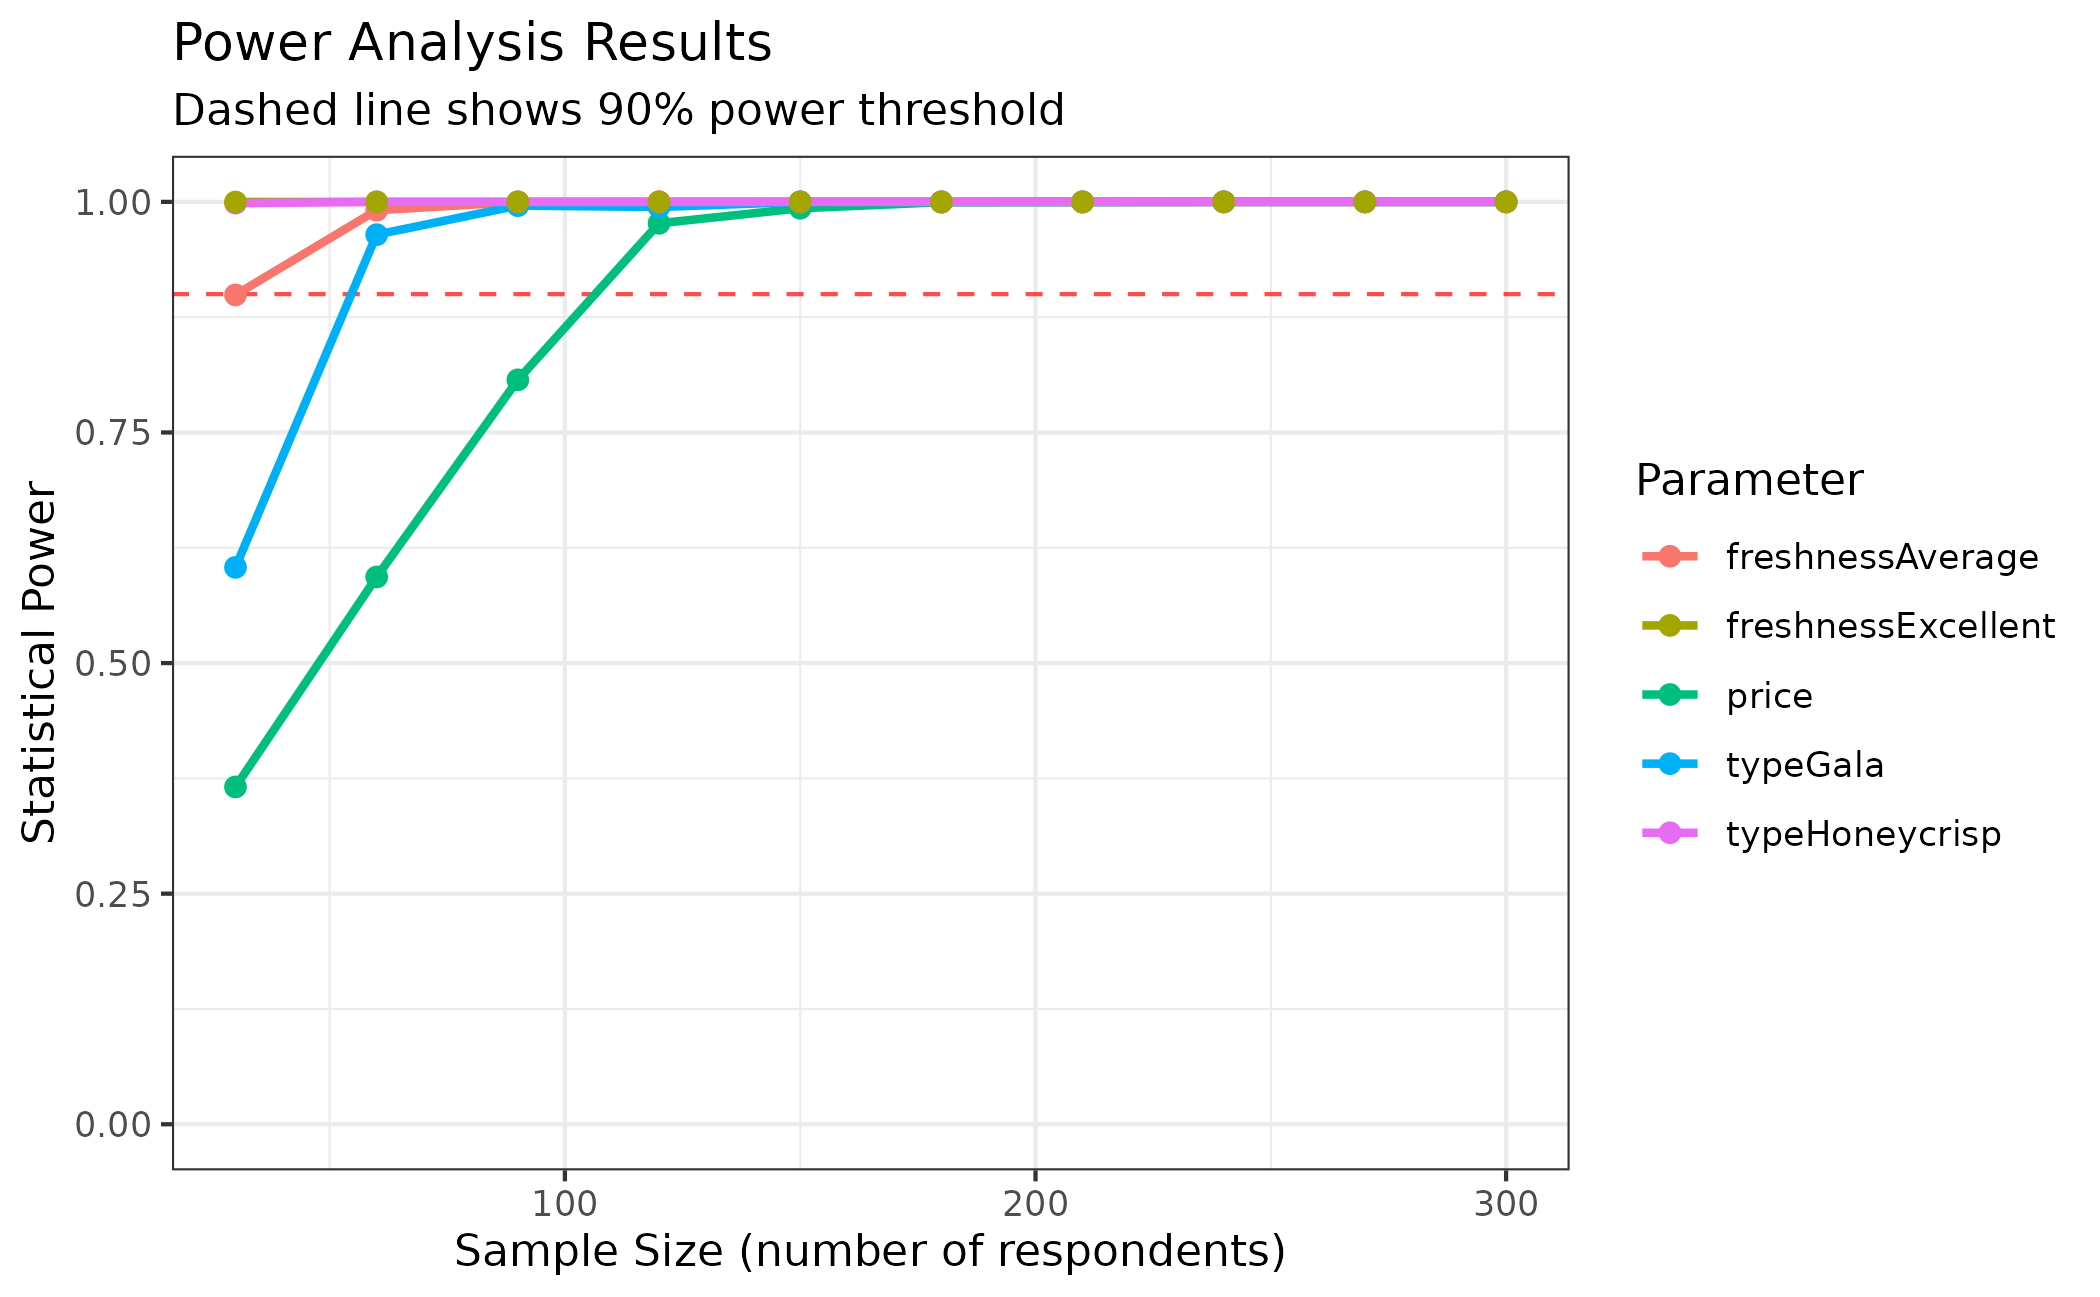 Power Analysis Results
Dashed line shows 90% power threshold
1.00
0.75
0.50
0.25
0.00
Statistical Power
100 200 300
Sample Size (number of respondents)
Parameter
freshnessAverage
freshnessExcellent
price
typeGala
typeHoneycrisp